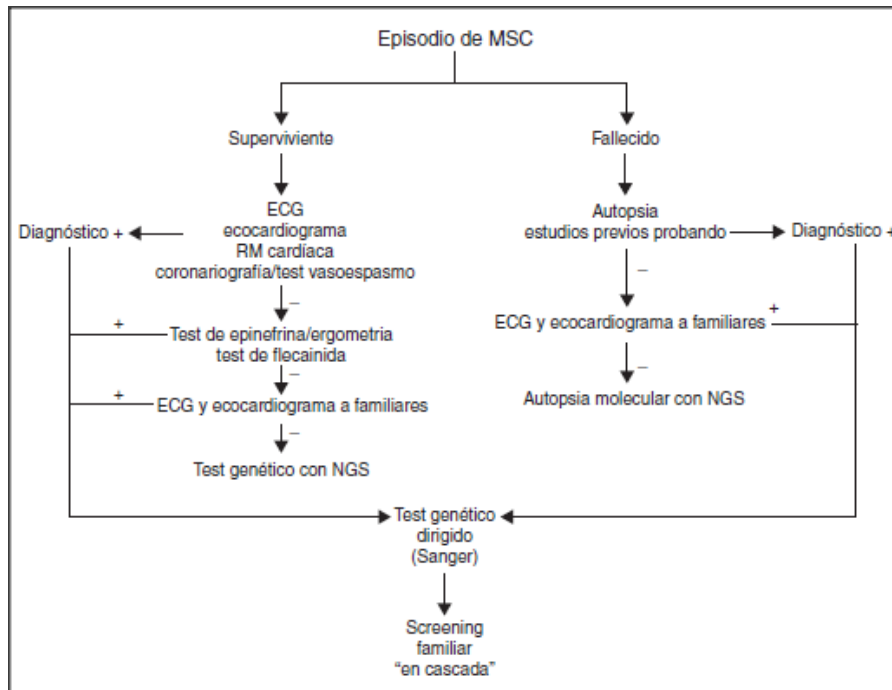 Episodio de MSC
Superviviente
Fallecido
ECG
ecocardiograma
RM cardíaca
coronariografía/test vasoespasmo
Diagnóstico +
Autopsia
estudios previos probando
Diagnóstico +
–
–
+
Test de epinefrina/ergometria
test de flecainida
ECG y ecocardiograma a familiares
+
–
–
+
ECG y ecocardiograma a familiares
Autopsia molecular con NGS
–
Test genético con NGS
Test genético
dirigido
(Sanger)
Screening
familiar
“en cascada”